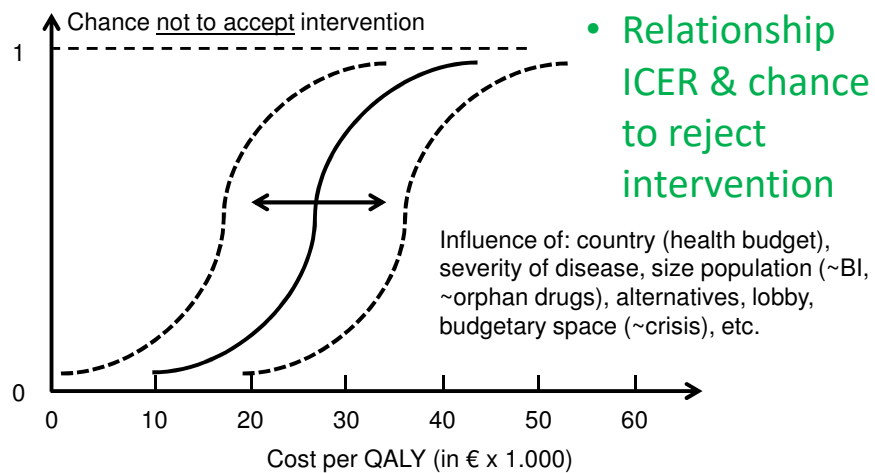 Chance not to accept intervention
1
0
0 10 20 30 40 50 60
Cost per QALY (in € x 1.000)
• Relationship
ICER & chance
to reject
intervention
Influence of: country (health budget),
severity of disease, size population (~BI,
~orphan drugs), alternatives, lobby,
budgetary space (~crisis), etc.